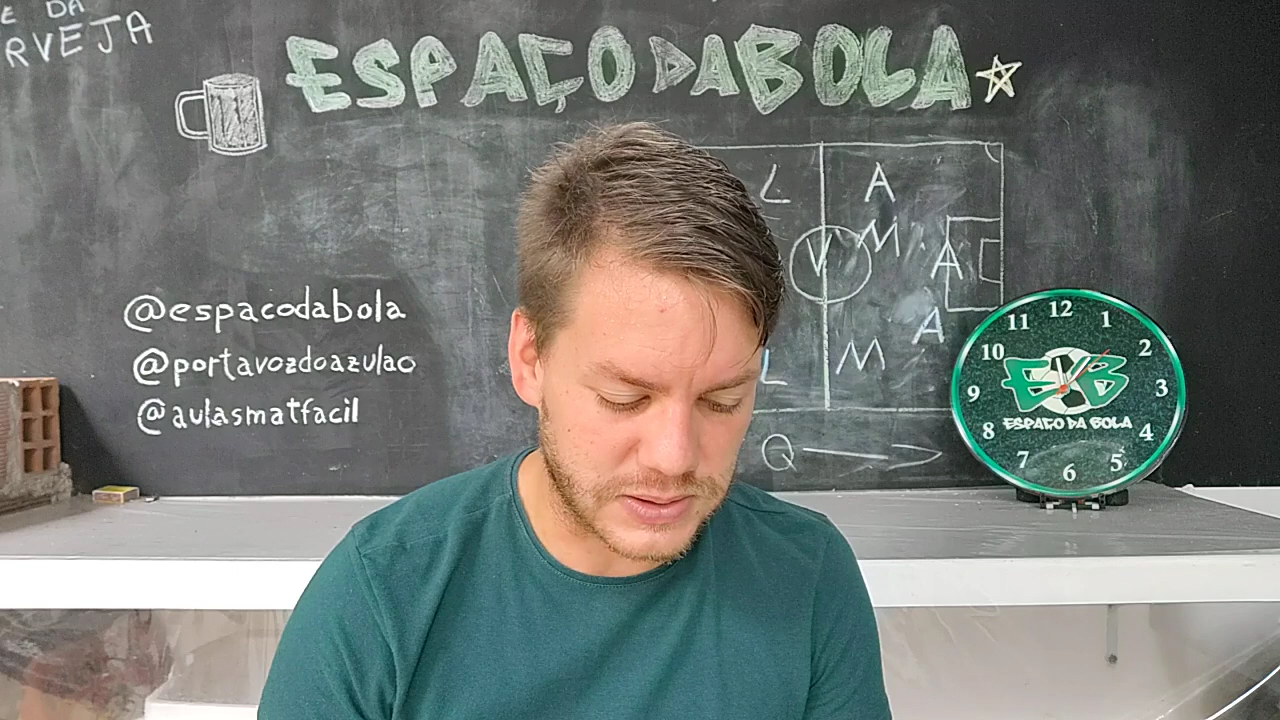 E DA
RVEJA
ESPAÇO DA BOLA
L A
V M A
A
L M
Q
@espacodabola
@portavozdoazulao
@aulasmatfacil
12
11 1
10 2
9 3
8 4
7 5
6
EB
ESPAÇO DA BOLA